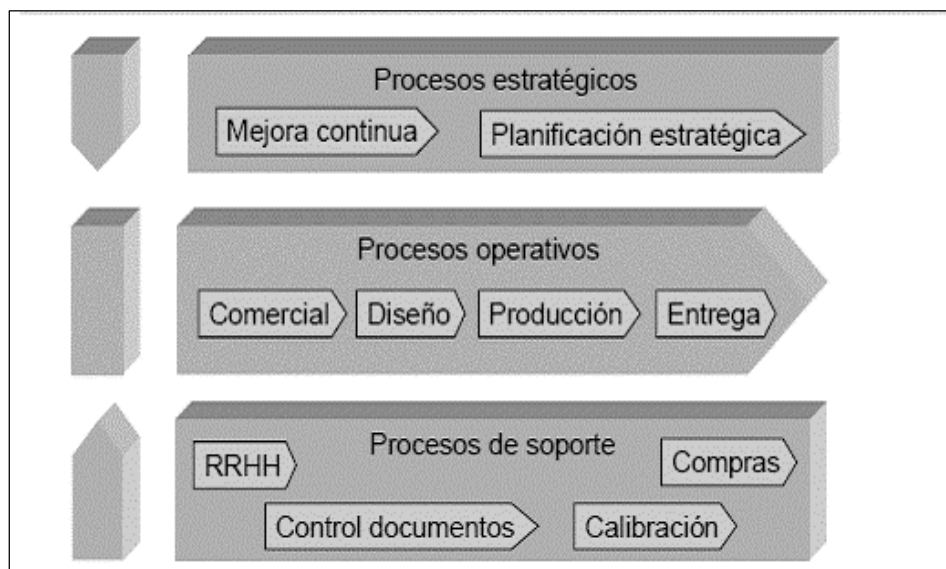 Procesos estratégicos
Mejora continua
Planificación estratégica
Procesos operativos
Comercial
Diseño
Producción
Entrega
Procesos de soporte
RRHH
Compras
Control documentos
Calibración